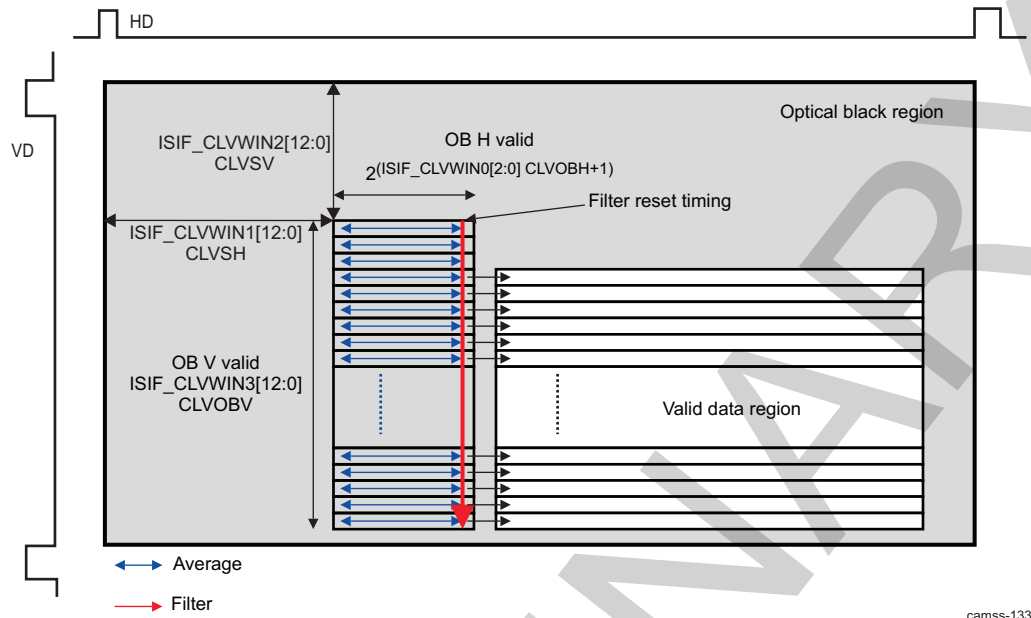 HD
VD
Optical black region
ISIF_CLVWIN2[12:0]
CLVSV
OB H valid
2(ISIF_CLVWIN0[2:0] CLVOBH+1)
Filter reset timing
ISIF_CLVWIN1[12:0]
CLVSH
OB V valid
ISIF_CLVWIN3[12:0]
CLVOBV
Valid data region
Average
Filter
camss-133